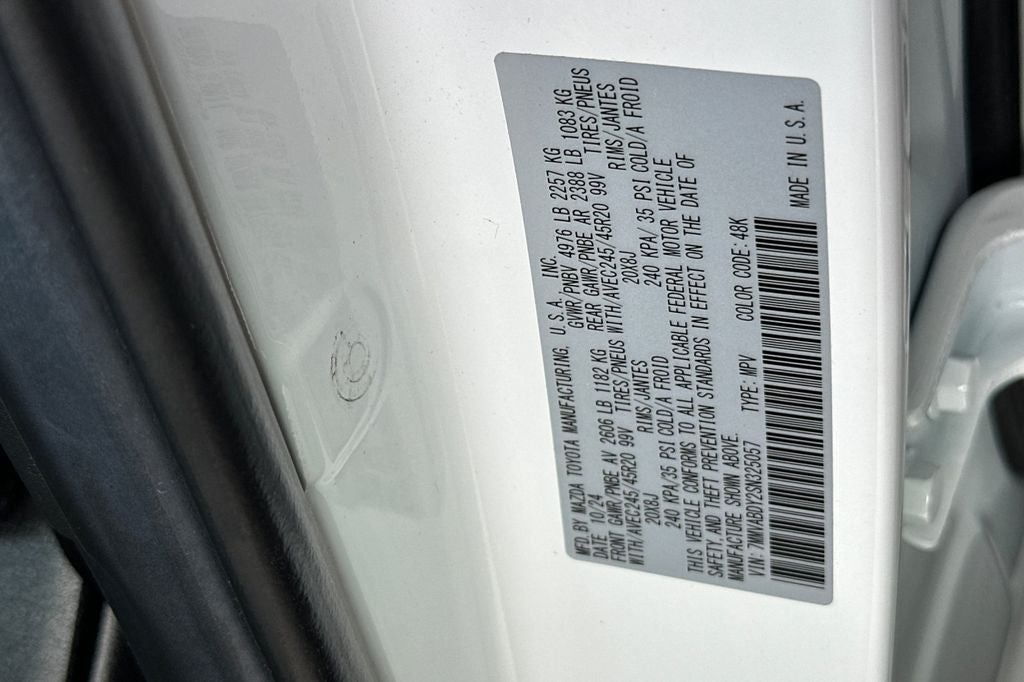 MFD. BY MAZDA TOYOTA MANUFACTURING, U.S.A., INC.
DATE 10/24 GVWR/PNBV 4976 LB 2257 KG
FRONT GAWR/PNBE AV 2606 LB 1182 KG REAR GAWR/PNBE AR 2388 LB 1083 KG
WITH/AVEC245/45R20 99V TIRES/PNEUS WITH/AVEC245/45R20 99V TIRES/PNEUS
20X8J RIMS/JANTES 20X8J RIMS/JANTES
240 KPA/35 PSI COLD/A FROID 240 KPA/ 35 PSI COLD/A FROID
THIS VEHICLE CONFORMS TO ALL APPLICABLE FEDERAL MOTOR VEHICLE
SAFETY, AND THEFT PREVENTION STANDARDS IN EFFECT ON THE DATE OF
MANUFACTURE SHOWN ABOVE.
VIN: 7MMVABDY2SN325057 TYPE: MPV COLOR CODE: 48K
MADE IN U.S.A.